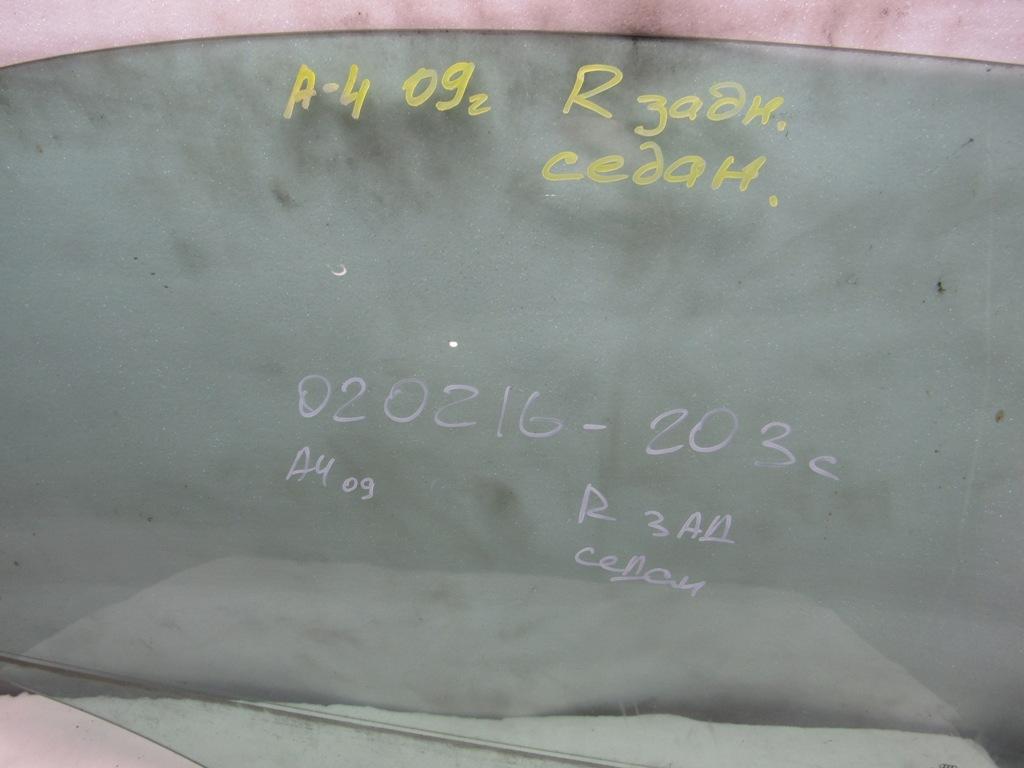 А-4 09г R задн.
седан.
020216-203с
А4 09
R ЗАД
седан